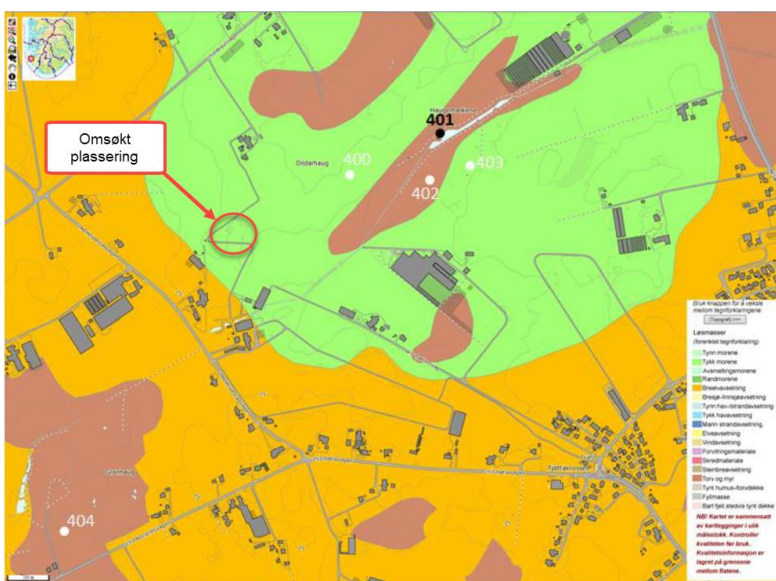 Omsøkt
plassering
Haugemarkene
401
Dildarhaug
400
403
402
404
Tjøttakrossen
Bruk knappen for å veksle
mellom tegnforklaringene.
Løsmasser
(forenklet tegnforklaring)
Tynn morene
Tykk morene
Avsmeltingsmorene
Randmorene
Breelvavsetning
Bresjø-/innsjøavsetning
Tynn hav-/strandavsetning
Tykk havavsetning
Marin strandavsetning
Elveavsetning
Vindavsetning
Forvitringsmateriale
Skredmateriale
Steinbreavsetning
Torv og myr
Tynt humus-/torvdekke
Fyllmasse
Bart fjell, stedvis tynt dekke
NB! Kartet er sammensatt
av kartlegginger i ulik
målestokk. Kontroller
kvaliteten før bruk.
Kvalitetsinformasjon er
lagret på grensene
mellom flatene.